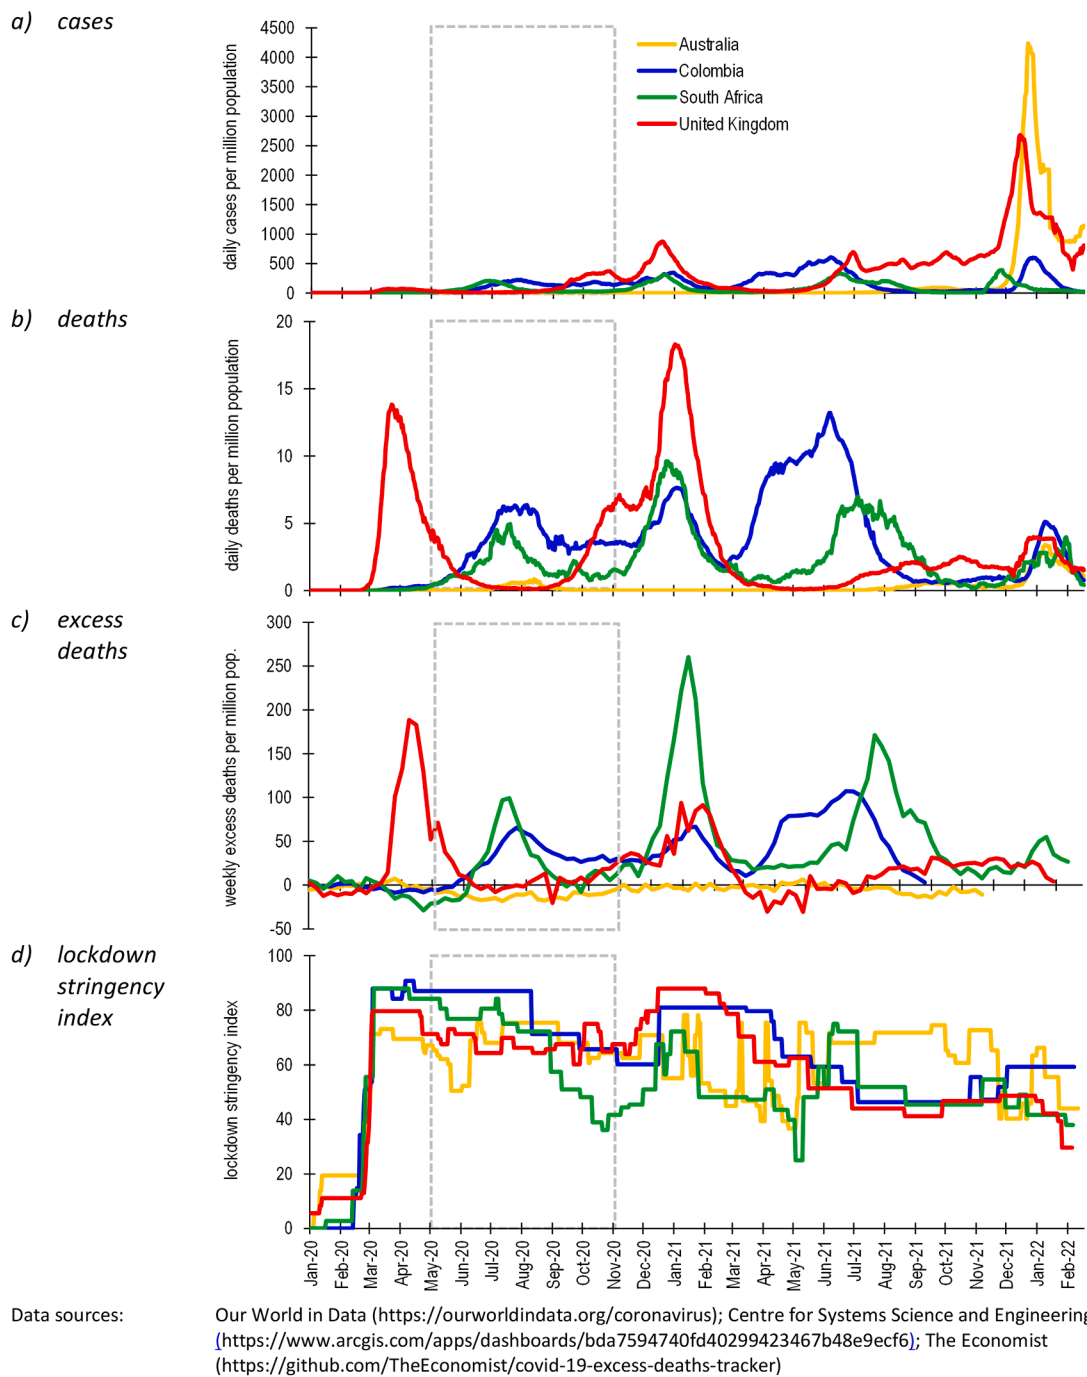 a) cases
daily cases per million population
4500
4000
3500
3000
2500
2000
1500
1000
500
0
Australia
Colombia
South Africa
United Kingdom
b) deaths
daily deaths per million population
20
15
10
5
0
c) excess
deaths
weekly excess deaths per million pop.
300
250
200
150
100
50
0
-50
d) lockdown
stringency
index
lockdown stringency index
100
80
60
40
20
0
Jan-20 Feb-20 Mar-20 Apr-20 May-20 Jun-20 Jul-20 Aug-20 Sep-20 Oct-20 Nov-20 Dec-20 Jan-21 Feb-21 Mar-21 Apr-21 May-21 Jun-21 Jul-21 Aug-21 Sep-21 Oct-21 Nov-21 Dec-21 Jan-22 Feb-22
Data sources: Our World in Data (https://ourworldindata.org/coronavirus); Centre for Systems Science and Engineering
(https://www.arcgis.com/apps/dashboards/bda7594740fd40299423467b48e9ecf6); The Economist
(https://github.com/TheEconomist/covid-19-excess-deaths-tracker)